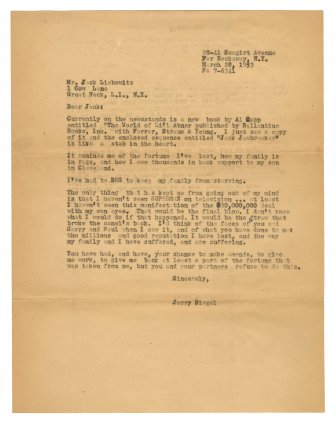 20-41 Seagirt Avenue
Far Rockaway, N.Y.
March 28, 1953
FA 7-6341
Mr. Jack Liebowitz
1 Cow Lane
Great Neck, L.I., N.Y.
Dear Jack:
Currently on the newsstands is a new book by Al Capp
entitled "The World of Li'l Abner published by Ballantine
Books, Inc. with Farrar, Straus & Young. I just saw a copy
of it and the enclosed sequence entitled "Jack Jawbreaker"
is like a stab in the heart.
It reminds me of the fortune I've lost, how my family is
in rags, and how I owe thousands in back support to my son
in Cleveland.
I've had to BEG to keep my family from starving.
The only thing that has kept me from going out of my mind
is that I haven't seen SUPERMAN on television ... at least
I haven't seen this manifestation of the $20,000,000 deal
with my own eyes. That would be the final blow. I don't know
what I would do if that happened. It would be the straw that
broke the camel's back. I'd think of the faces of you and
Harry and Paul when I saw it, and of what you have done to me:
the millions and good reputation I have lost, and the way
my family and I have suffered, and are suffering.
You have had, and have, your chance to make amends, to give
me work, to give me back at least a part of the fortune that
was taken from us, but you and your partners refuse to do this.
Sincerely,
Jerry Siegel